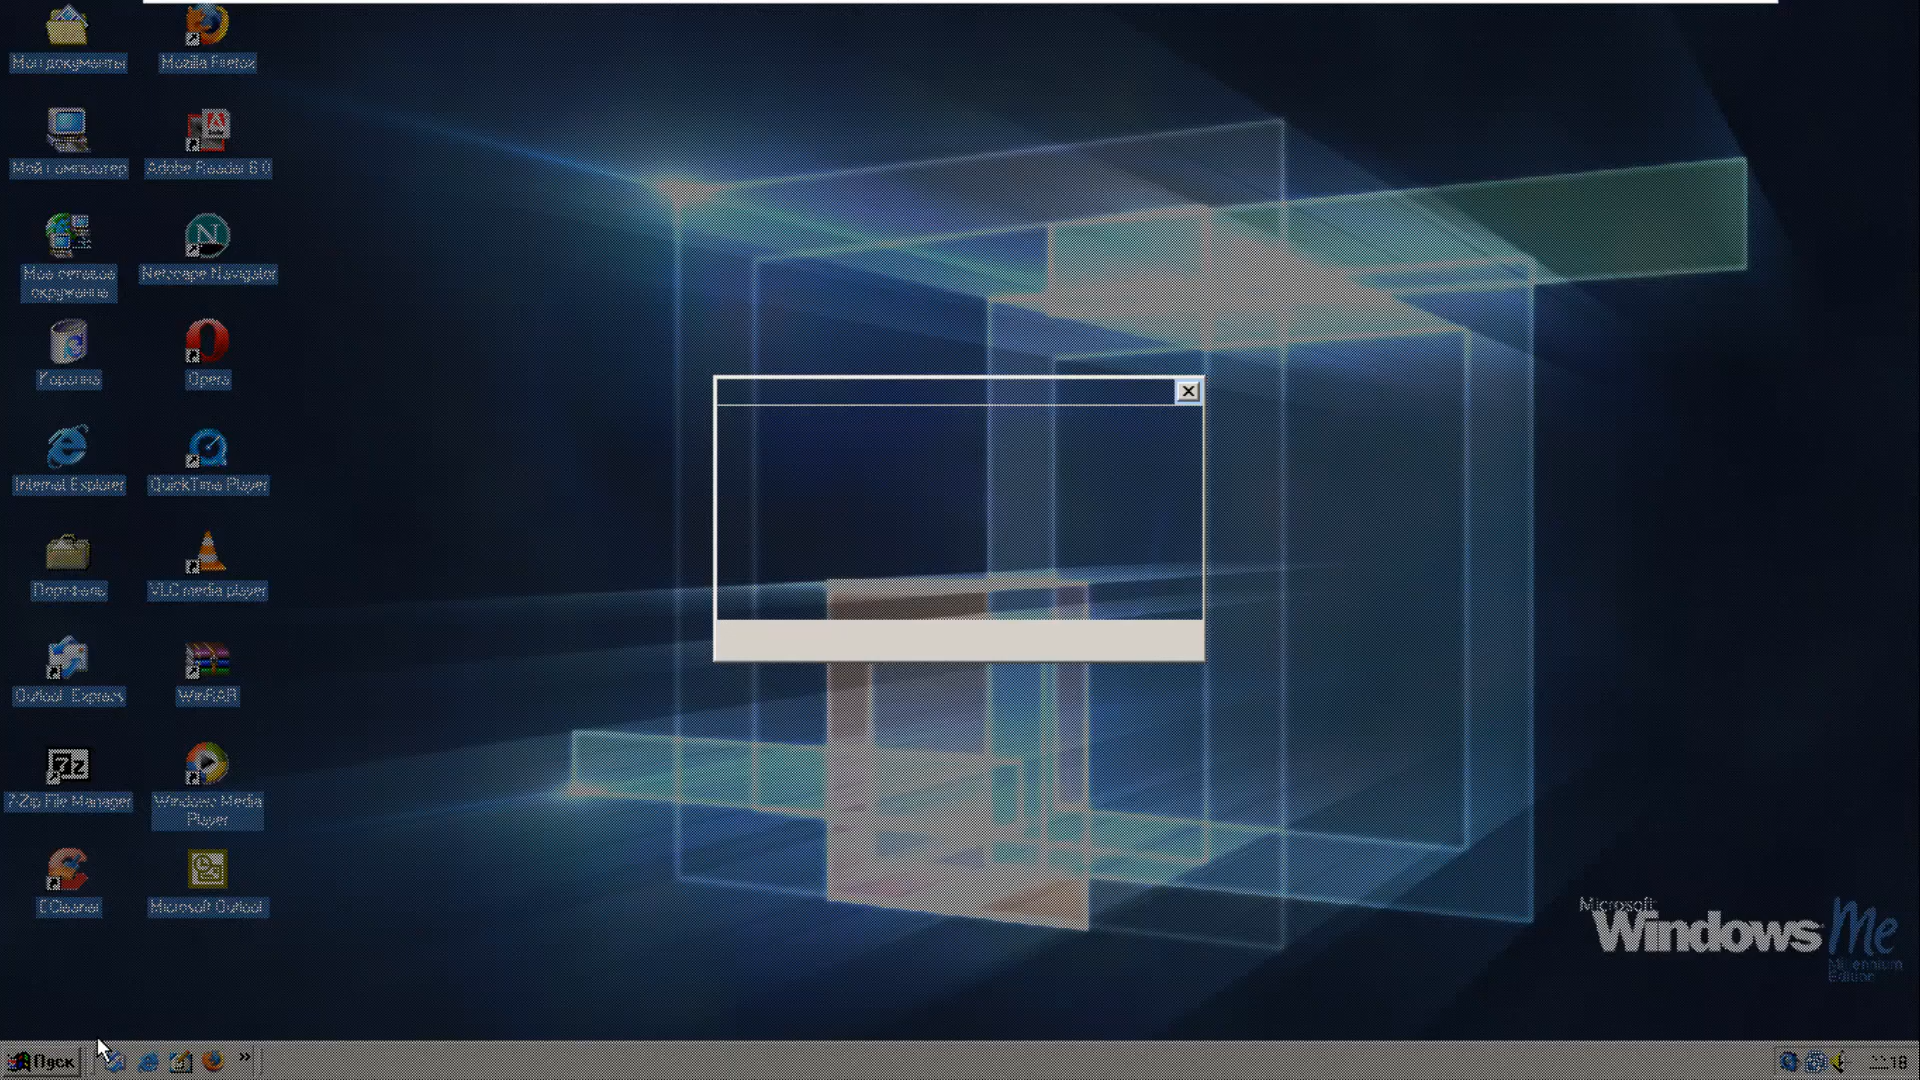 Мои документы
Mozilla Firefox
Мой компьютер
Adobe Reader 6.0
Мое сетевое
окружение
Netscape Navigator
Корзина
Opera
Internet Explorer
QuickTime Player
Портфель
VLC media player
Outlook Express
WinRAR
7-Zip File Manager
Windows Media
Player
CCleaner
Microsoft Outlook
Microsoft
Windows Me
Millennium
Edition
Пуск